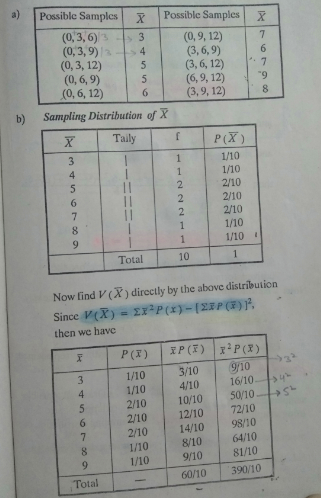 a) Possible Samples X̄ Possible Samples X̄
(0, 3, 6) 3 (0, 9, 12) 7
(0, 3, 9) 4 (3, 6, 9) 6
(0, 3, 12) 5 (3, 6, 12) 7
(0, 6, 9) 5 (6, 9, 12) 9
(0, 6, 12) 6 (3, 9, 12) 8
b) Sampling Distribution of X̄
X̄ Taily f P(X̄)
3 | 1 1/10
4 | 1 1/10
5 || 2 2/10
6 || 2 2/10
7 || 2 2/10
8 | 1 1/10
9 | 1 1/10
Total 10 1
Now find V(X̄) directly by the above distribution
Since V(X̄) = Σx̄²P(x̄) – [Σx̄P(x̄)]²,
then we have
x̄ P(x̄) x̄P(x̄) x̄²P(x̄)
3 1/10 3/10 9/10 3²
4 1/10 4/10 16/10 4²
5 2/10 10/10 50/10 5²
6 2/10 12/10 72/10
7 2/10 14/10 98/10
8 1/10 8/10 64/10
9 1/10 9/10 81/10
Total — 60/10 390/10